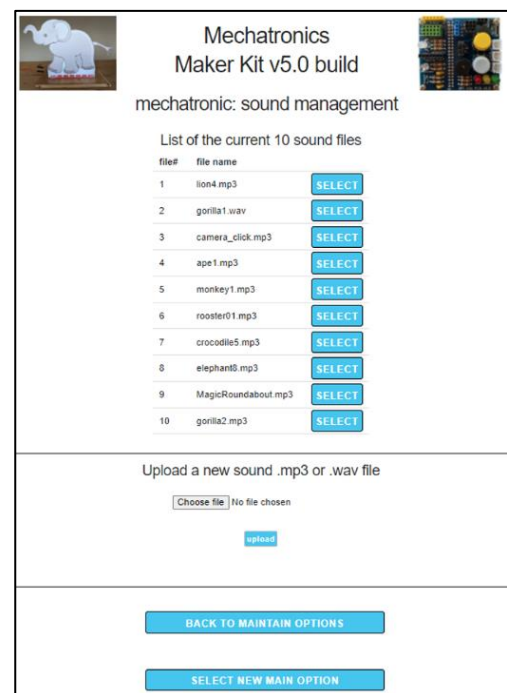 Mechatronics
Maker Kit v5.0 build
mechatronic: sound management
List of the current 10 sound files
file# file name
1 lion4.mp3 SELECT
2 gorilla1.wav SELECT
3 camera_click.mp3 SELECT
4 ape1.mp3 SELECT
5 monkey1.mp3 SELECT
6 rooster01.mp3 SELECT
7 crocodile5.mp3 SELECT
8 elephant8.mp3 SELECT
9 MagicRoundabout.mp3 SELECT
10 gorilla2.mp3 SELECT
Upload a new sound .mp3 or .wav file
Choose file No file chosen
upload
BACK TO MAINTAIN OPTIONS
SELECT NEW MAIN OPTION